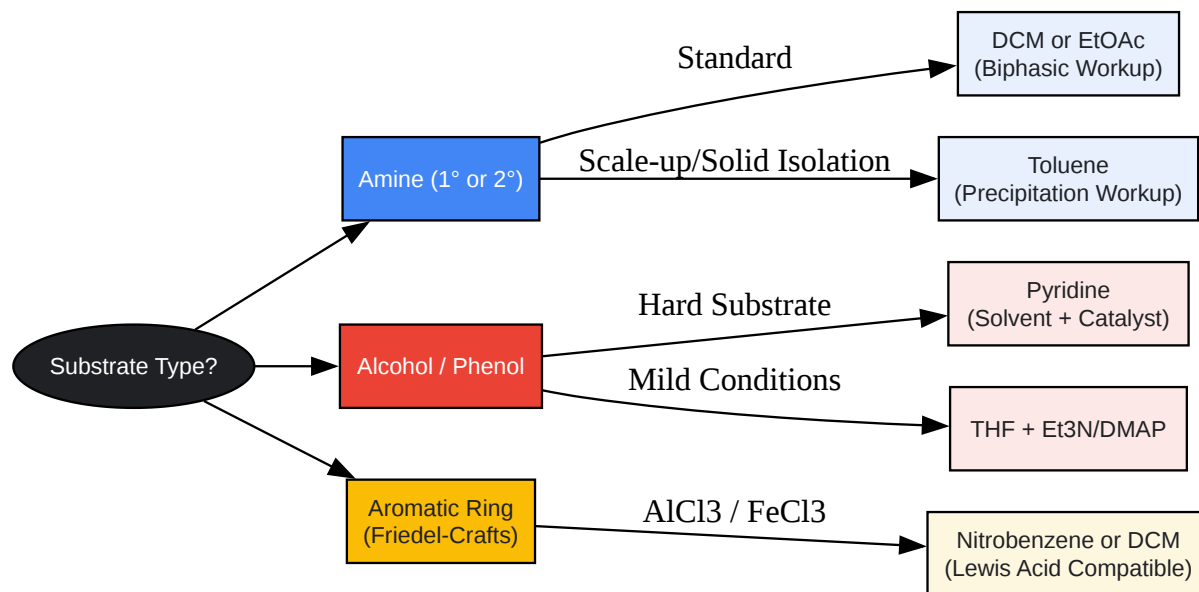 Substrate Type?
Amine (1° or 2°)
Alcohol / Phenol
Aromatic Ring
(Friedel-Crafts)
Standard
Scale-up/Solid Isolation
Hard Substrate
Mild Conditions
AlCl3 / FeCl3
DCM or EtOAc
(Biphasic Workup)
Toluene
(Precipitation Workup)
Pyridine
(Solvent + Catalyst)
THF + Et3N/DMAP
Nitrobenzene or DCM
(Lewis Acid Compatible)